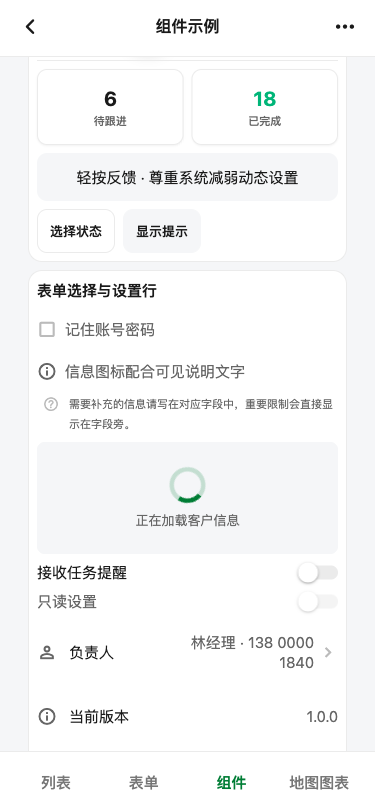 组件示例
6
待跟进
18
已完成
轻按反馈 · 尊重系统减弱动态设置
选择状态
显示提示
表单选择与设置行
记住账号密码
信息图标配合可见说明文字
需要补充的信息请写在对应字段中，重要限制会直接显
示在字段旁。
正在加载客户信息
接收任务提醒
只读设置
负责人
林经理 · 138 0000
1840
当前版本
1.0.0
列表
表单
组件
地图图表